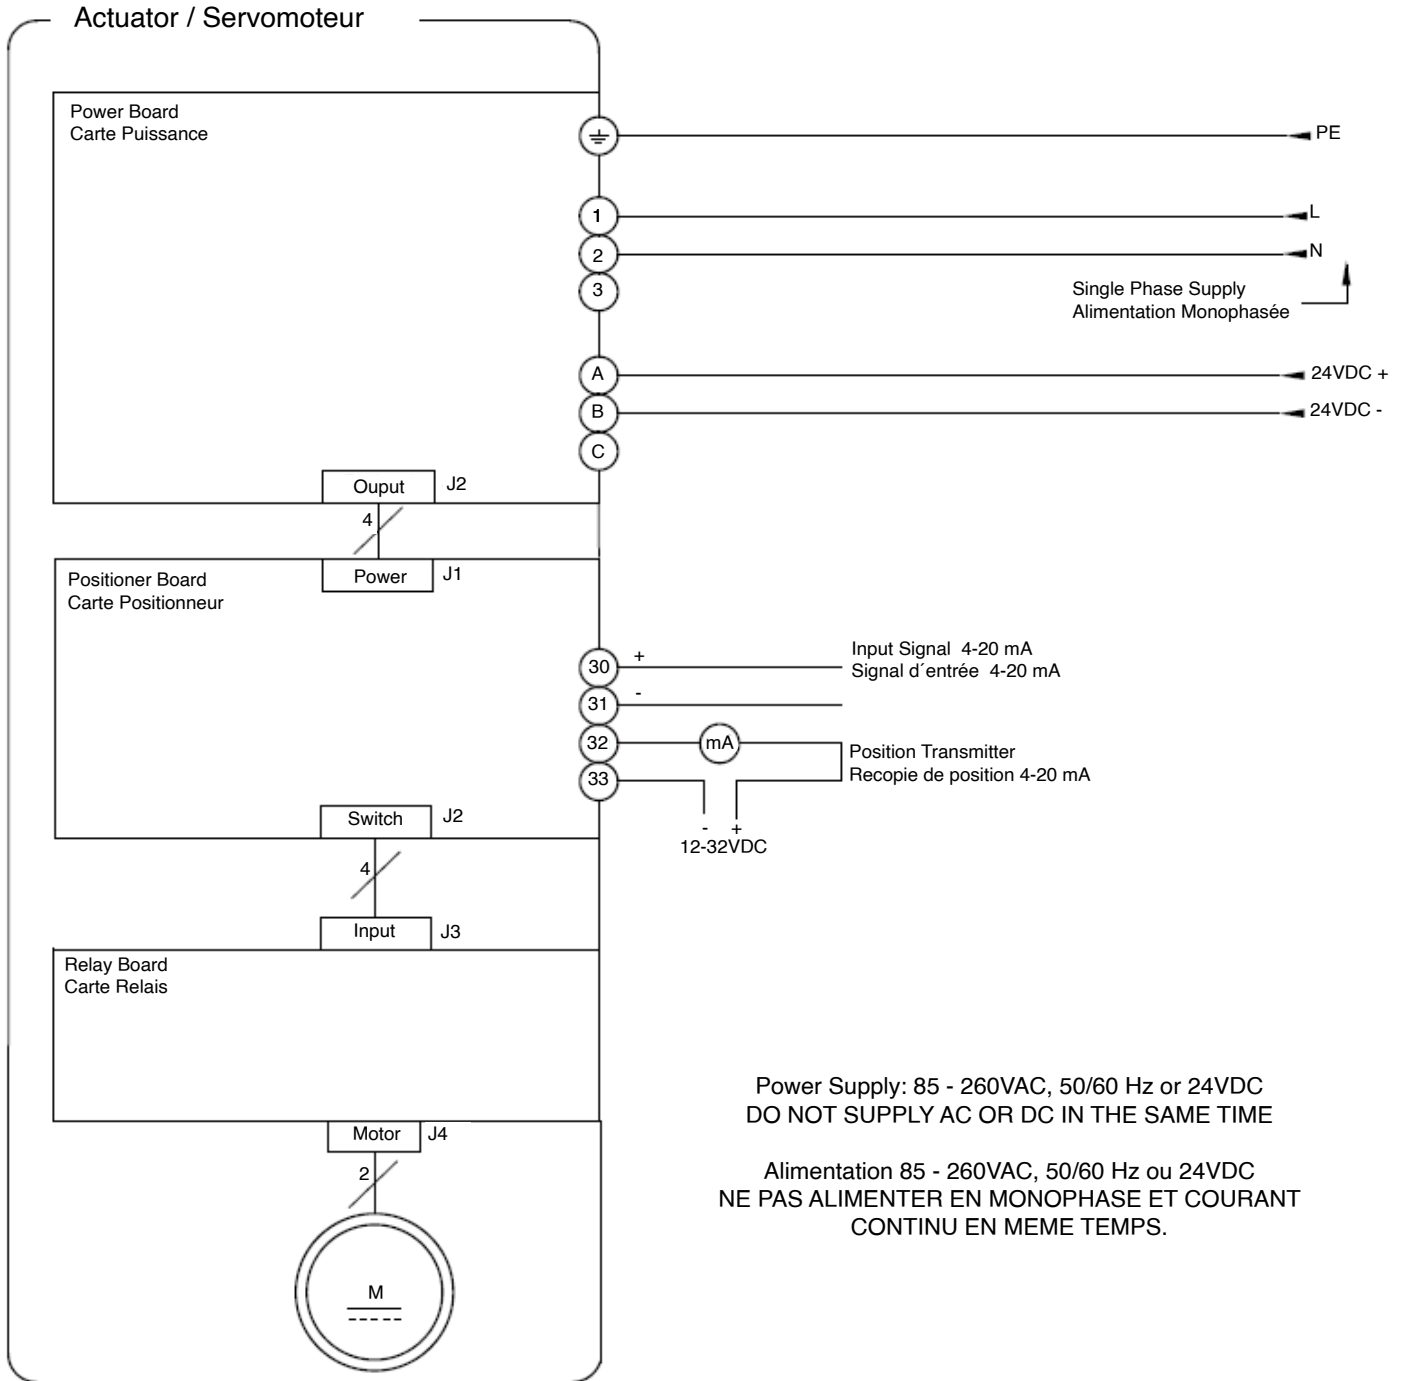 Actuator / Servomoteur
Power Board
Carte Puissance
PE
1
L
2
N
3
Single Phase Supply
Alimentation Monophasée
A
24VDC +
B
24VDC -
C
Ouput
J2
4
Power
J1
Positioner Board
Carte Positionneur
30
+
Input Signal 4-20 mA
Signal d´entrée 4-20 mA
31
-
32
mA
Position Transmitter
Recopie de position 4-20 mA
33
- +
12-32VDC
Switch
J2
4
Input
J3
Relay Board
Carte Relais
Power Supply: 85 - 260VAC, 50/60 Hz or 24VDC
DO NOT SUPPLY AC OR DC IN THE SAME TIME
Motor
J4
2
Alimentation 85 - 260VAC, 50/60 Hz ou 24VDC
NE PAS ALIMENTER EN MONOPHASE ET COURANT
CONTINU EN MEME TEMPS.
M